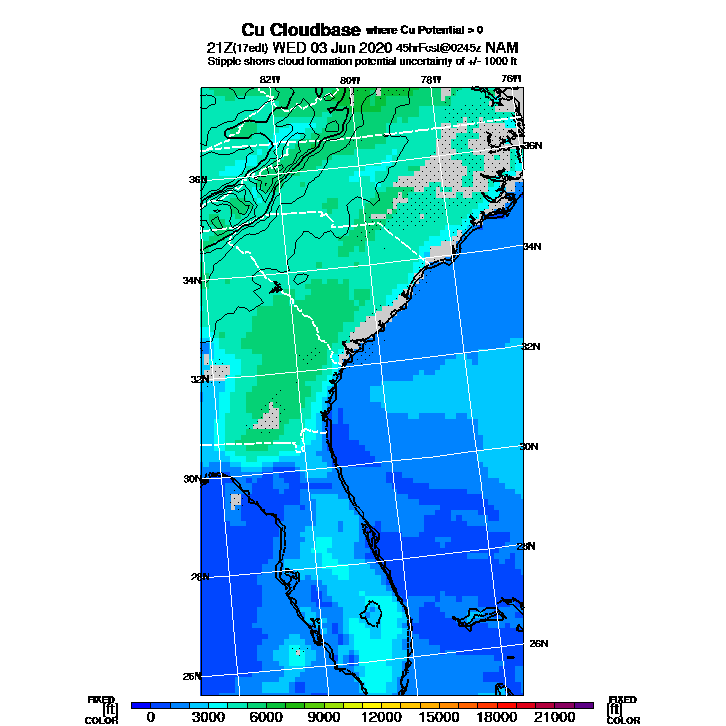 Cu Cloudbase where Cu Potential > 0
21Z(17edt) WED 03 Jun 2020 45hrFcst@0245z NAM
Stipple shows cloud formation potential uncertainty of +/- 1000 ft
82W 80W 78W 76W
36N
36N
34N
34N
32N
32N
30N
30N
28N
28N
26N
26N
FIXED [ft] COLOR
0 3000 6000 9000 12000 15000 18000 21000
FIXED [ft] COLOR